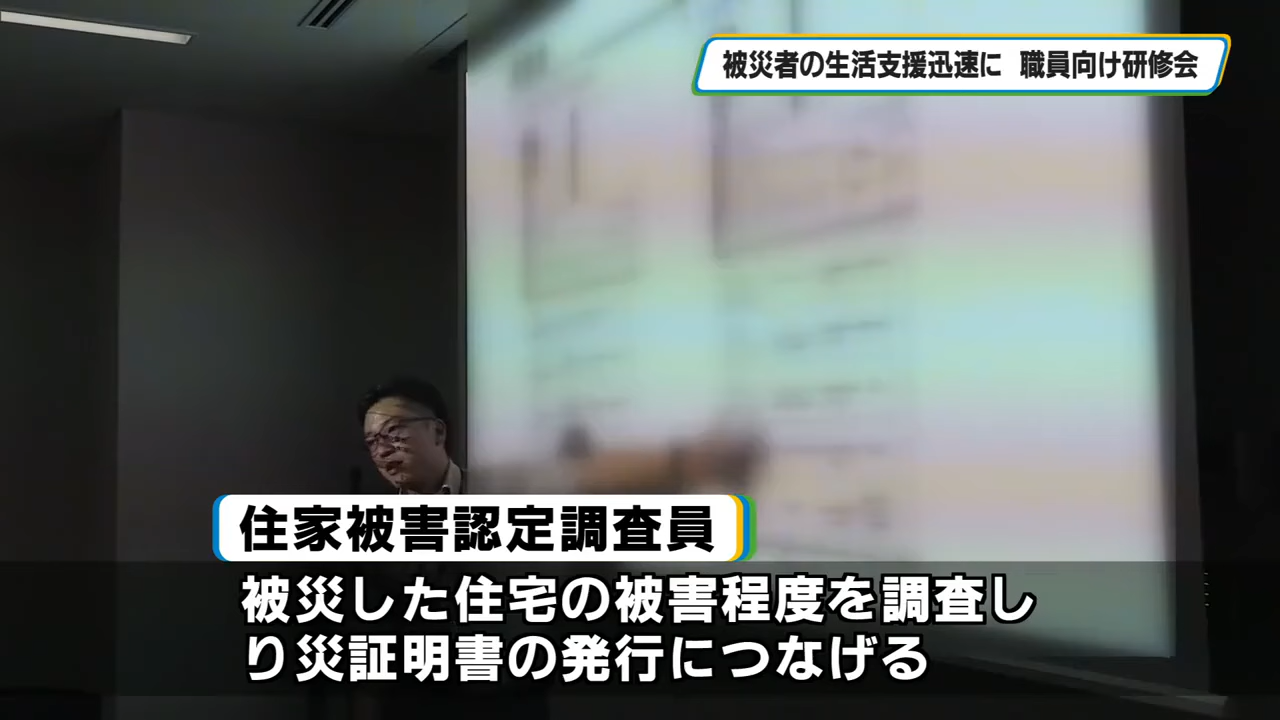 被災者の生活支援迅速に 職員向け研修会
住家被害認定調査員
被災した住宅の被害程度を調査し
り災証明書の発行につなげる